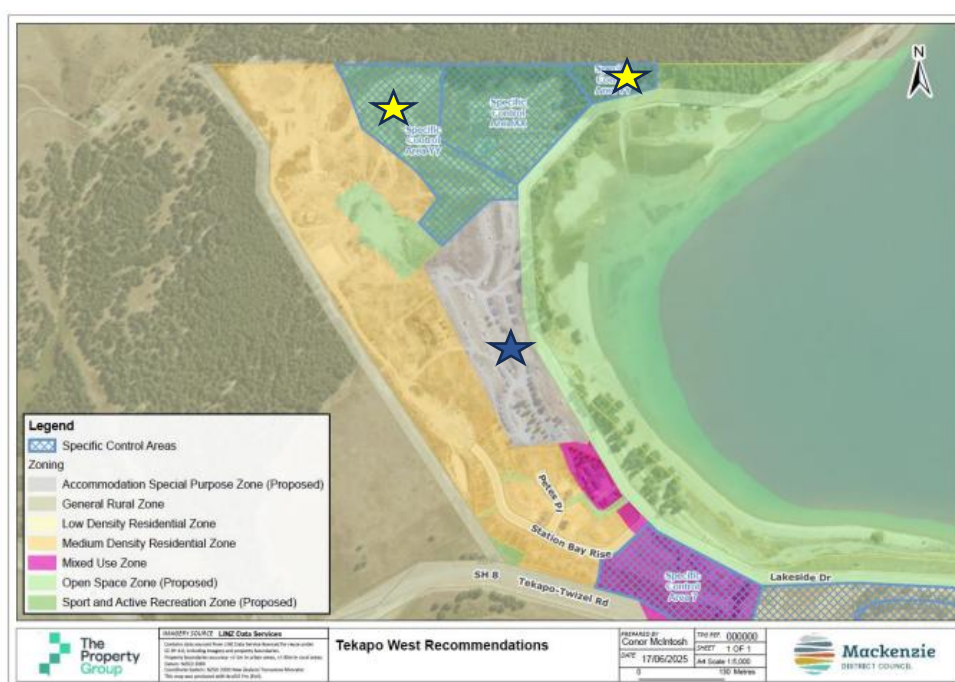 N
Specific
Control
Area XX
Specific
Control
Area YY
Petes Pl
Station Bay Rise
SH 8
Tekapo-Twizel Rd
Specific
Control
Area 7
Lakeside Dr
Legend
Specific Control Areas
Zoning
Accommodation Special Purpose Zone (Proposed)
General Rural Zone
Low Density Residential Zone
Medium Density Residential Zone
Mixed Use Zone
Open Space Zone (Proposed)
Sport and Active Recreation Zone (Proposed)
The
Property
Group
IMAGERY SOURCE LINZ Data Services
Tekapo West Recommendations
PREPARED BY
Conor McIntosh
TPG REF. 000000
SHEET 1 OF 1
DATE 17/06/2025
A4 Scale 1:5,000
0 130 Metres
Mackenzie
DISTRICT COUNCIL